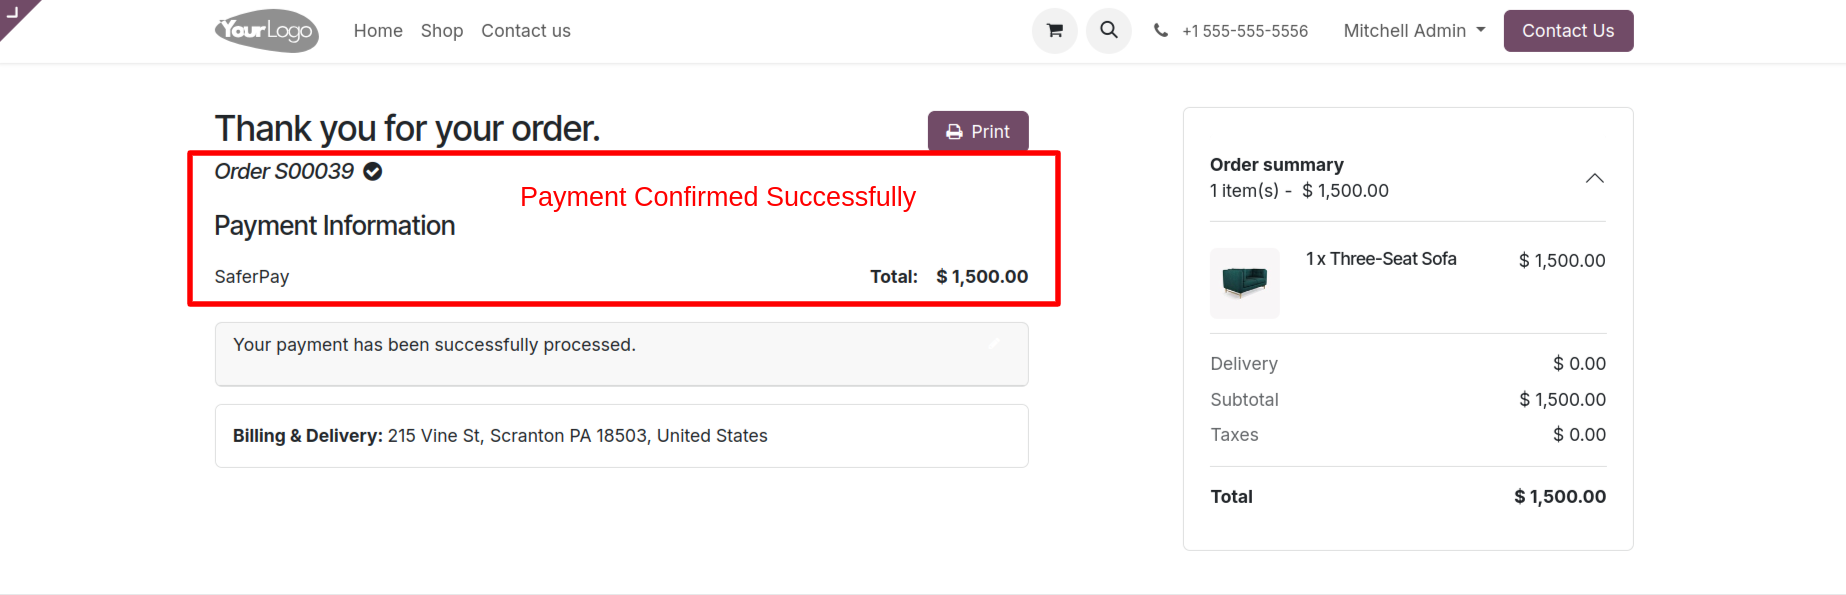 YourLogo Home Shop Contact us +1 555-555-5556 Mitchell Admin Contact Us
Thank you for your order.
Print
Order S00039
Payment Confirmed Successfully
Payment Information
SaferPay Total: $ 1,500.00
Your payment has been successfully processed.
Billing & Delivery: 215 Vine St, Scranton PA 18503, United States
Order summary
1 item(s) - $ 1,500.00
1 x Three-Seat Sofa $ 1,500.00
Delivery $ 0.00
Subtotal $ 1,500.00
Taxes $ 0.00
Total $ 1,500.00